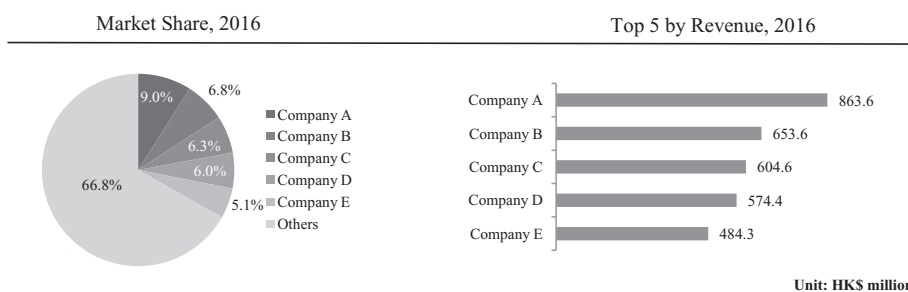 Market Share, 2016
Top 5 by Revenue, 2016
9.0%
6.8%
6.3%
6.0%
5.1%
66.8%
Company A
Company B
Company C
Company D
Company E
Others
Company A 863.6
Company B 653.6
Company C 604.6
Company D 574.4
Company E 484.3
Unit: HK$ million